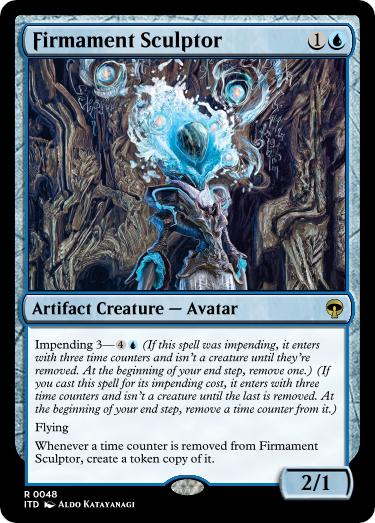 Firmament Sculptor 1
Artifact Creature — Avatar
Impending 3—4 (If this spell was impending, it enters
with three time counters and isn't a creature until they're
removed. At the beginning of your end step, remove one.) (If
you cast this spell for its impending cost, it enters with three
time counters and isn't a creature until the last is removed. At
the beginning of your end step, remove a time counter from it.)
Flying
Whenever a time counter is removed from Firmament
Sculptor, create a token copy of it.
2/1
R 0048
ITD Aldo Katayanagi